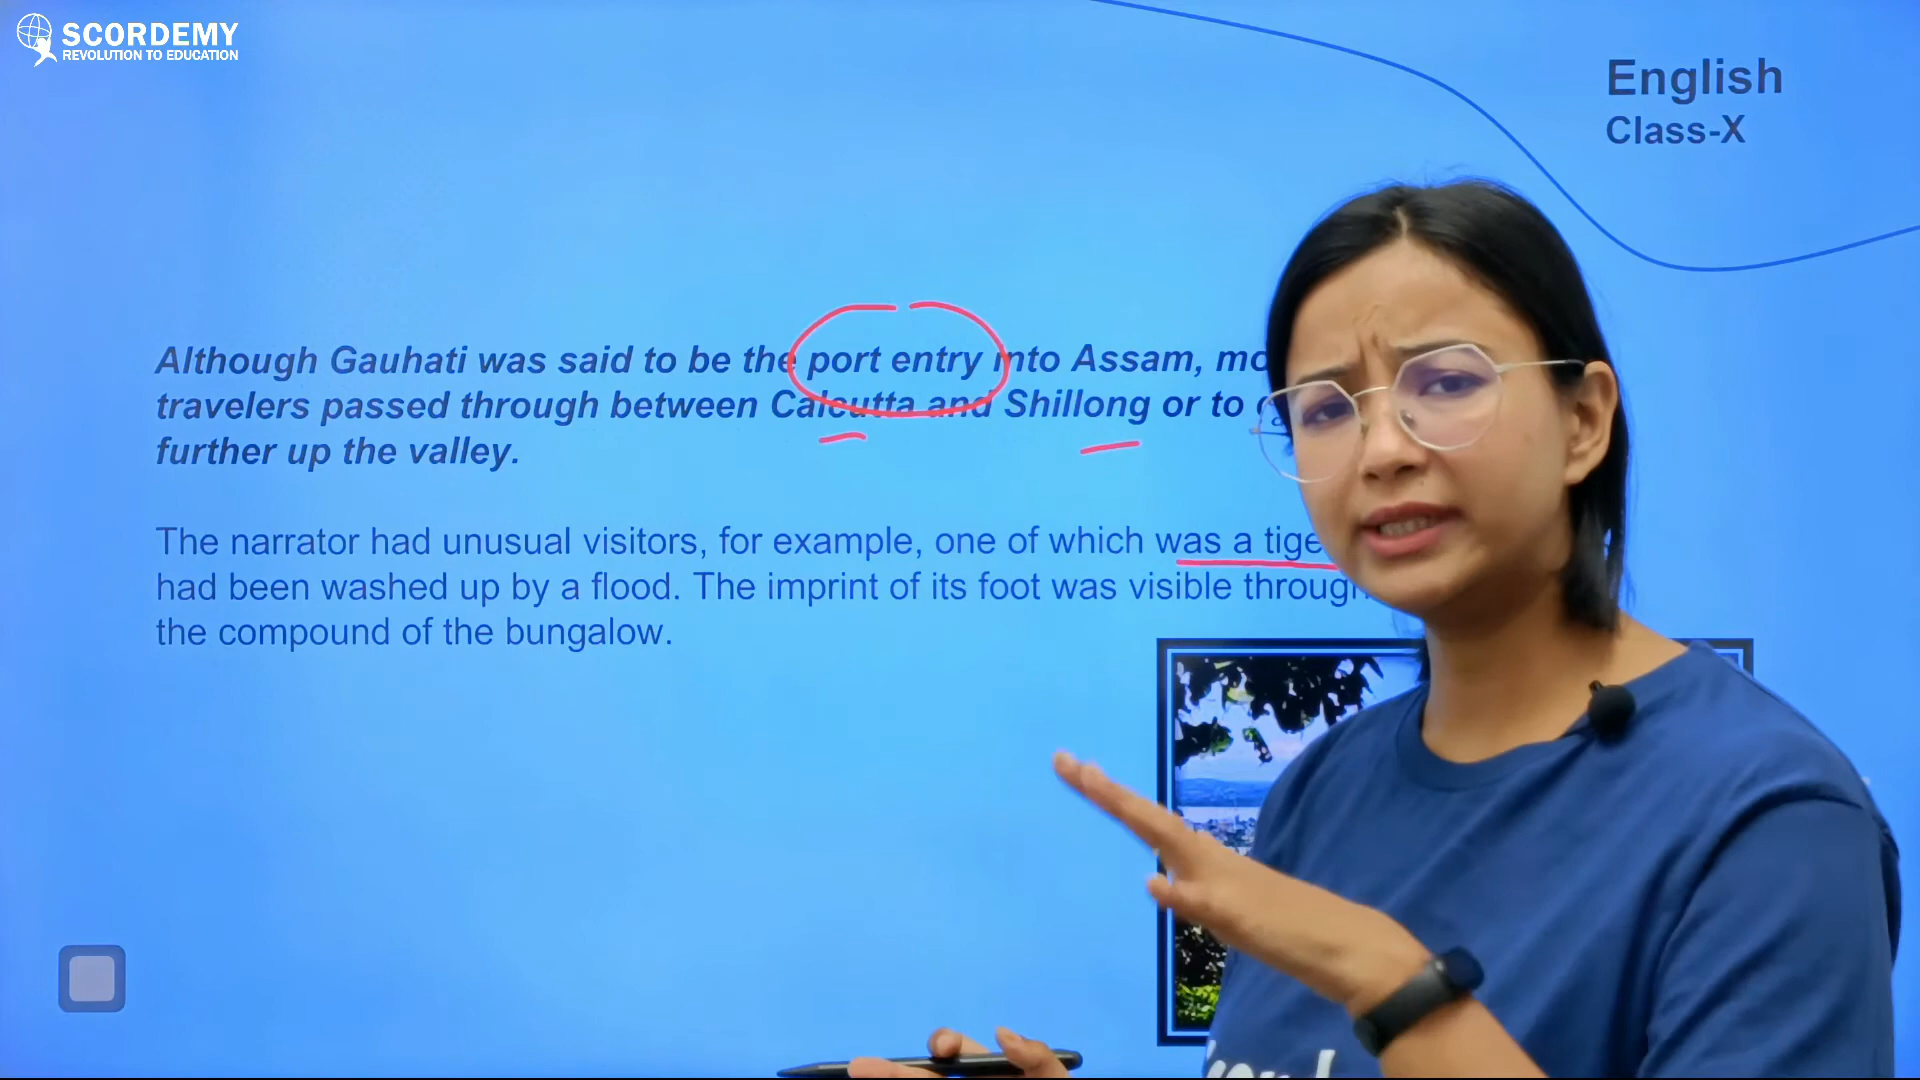 SCORDEMY
REVOLUTION TO EDUCATION
English
Class-X
Although Gauhati was said to be the port entry into Assam,
travelers passed through between Calcutta and Shillong or to
further up the valley.
The narrator had unusual visitors, for example, one of which was a
had been washed up by a flood. The imprint of its foot was visible
the compound of the bungalow.